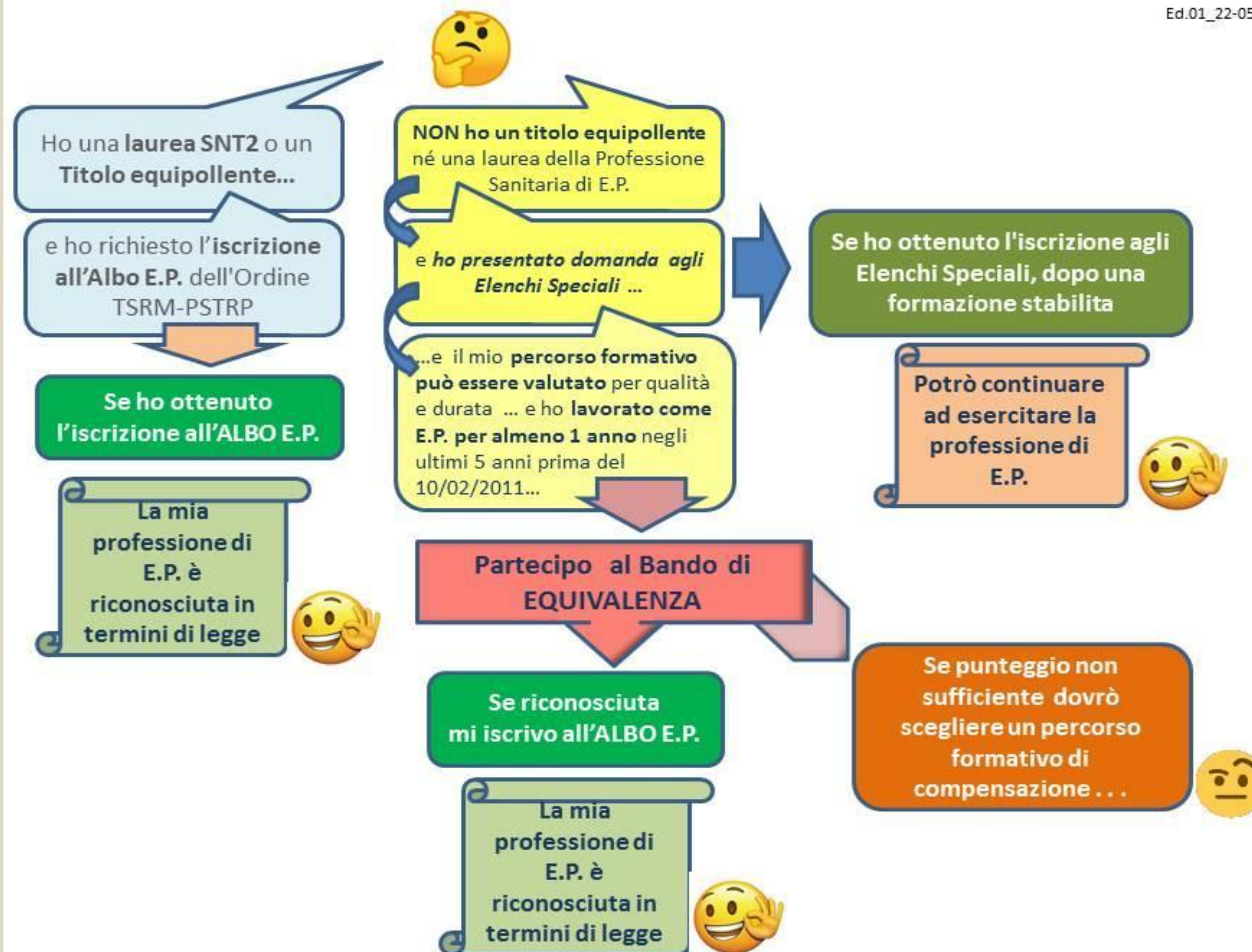 Ed.01_22-05
Ho una laurea SNT2 o un
Titolo equipollente...
e ho richiesto l'iscrizione
all'Albo E.P. dell'Ordine
TSRM-PSTRP
Se ho ottenuto
l'iscrizione all'ALBO E.P.
La mia
professione di
E.P. è
riconosciuta in
termini di legge
NON ho un titolo equipollente
né una laurea della Professione
Sanitaria di E.P.
e ho presentato domanda agli
Elenchi Speciali ...
...e il mio percorso formativo
può essere valutato per qualità
e durata ... e ho lavorato come
E.P. per almeno 1 anno negli
ultimi 5 anni prima del
10/02/2011...
Partecipo al Bando di
EQUIVALENZA
Se riconosciuta
mi iscrivo all'ALBO E.P.
La mia
professione di
E.P. è
riconosciuta in
termini di legge
Se ho ottenuto l'iscrizione agli
Elenchi Speciali, dopo una
formazione stabilita
Potrò continuare
ad esercitare la
professione di
E.P.
Se punteggio non
sufficiente dovrò
scegliere un percorso
formativo di
compensazione . . .